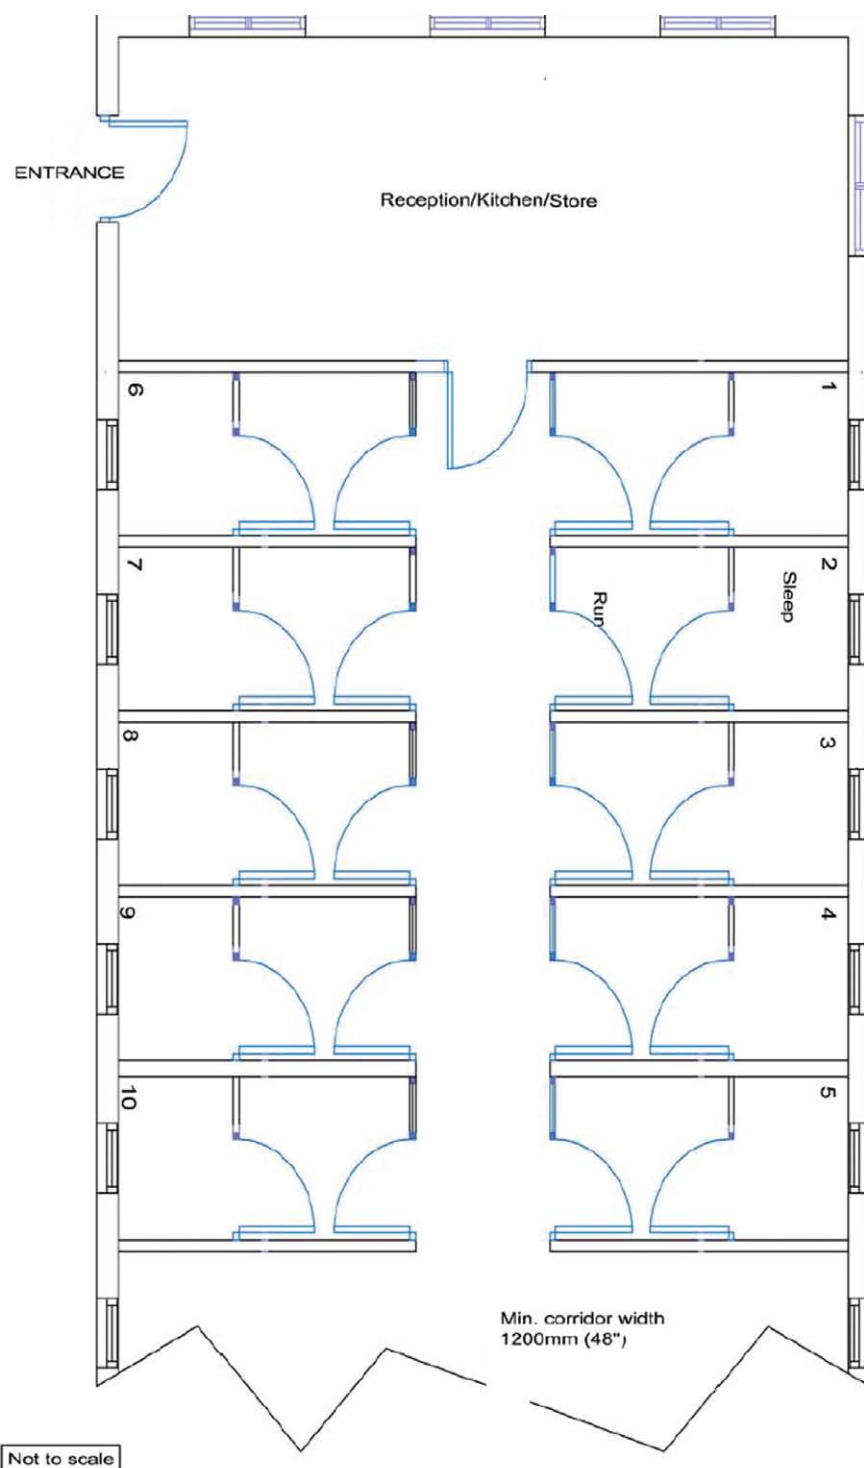 ENTRANCE
Reception/Kitchen/Store
6
1
7
2
Sleep
Run
8
3
9
4
10
5
Min. corridor width
1200mm (48")
Not to scale